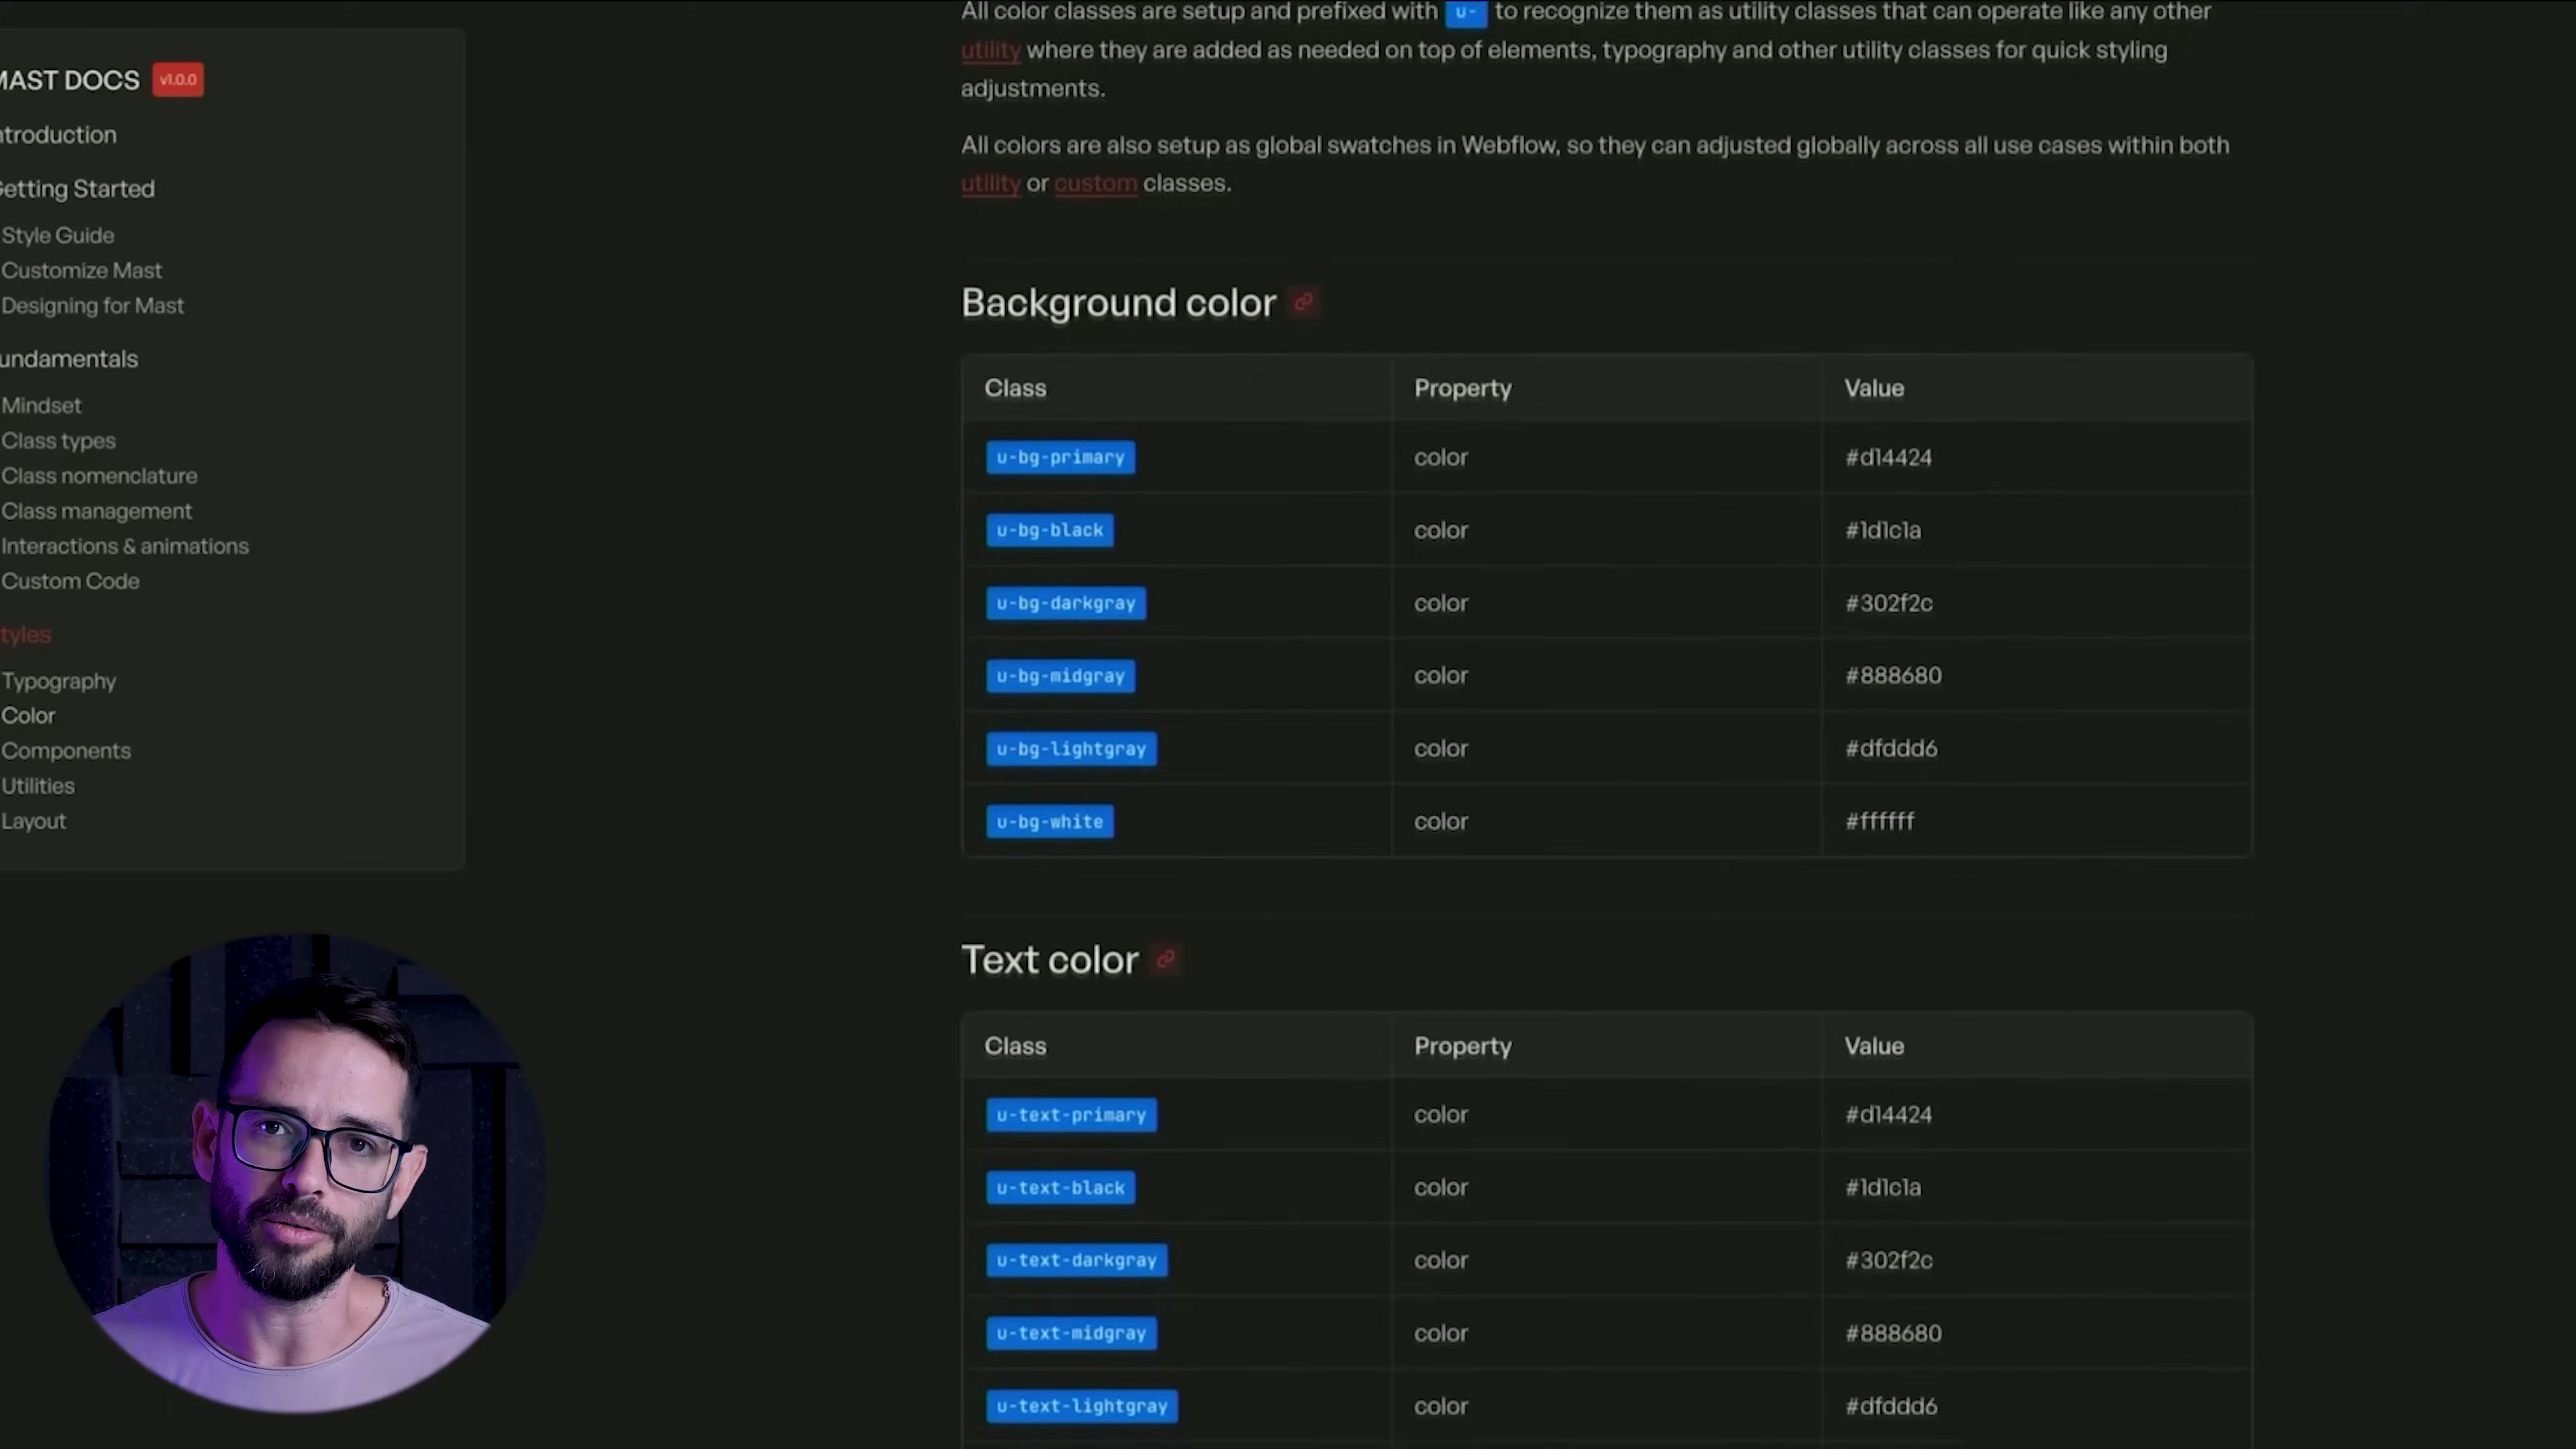 MAST DOCS v1.0.0
ntroduction
Getting Started
Style Guide
Customize Mast
Designing for Mast
undamentals
Mindset
Class types
Class nomenclature
Class management
Interactions & animations
Custom Code
tyles
Typography
Color
Components
Utilities
Layout
All color classes are setup and prefixed with u- to recognize them as utility classes that can operate like any other
utility where they are added as needed on top of elements, typography and other utility classes for quick styling
adjustments.
All colors are also setup as global swatches in Webflow, so they can adjusted globally across all use cases within both
utility or custom classes.
Background color
Class Property Value
u-bg-primary color #d14424
u-bg-black color #1d1c1a
u-bg-darkgray color #302f2c
u-bg-midgray color #888680
u-bg-lightgray color #dfddd6
u-bg-white color #ffffff
Text color
Class Property Value
u-text-primary color #d14424
u-text-black color #1d1c1a
u-text-darkgray color #302f2c
u-text-midgray color #888680
u-text-lightgray color #dfddd6